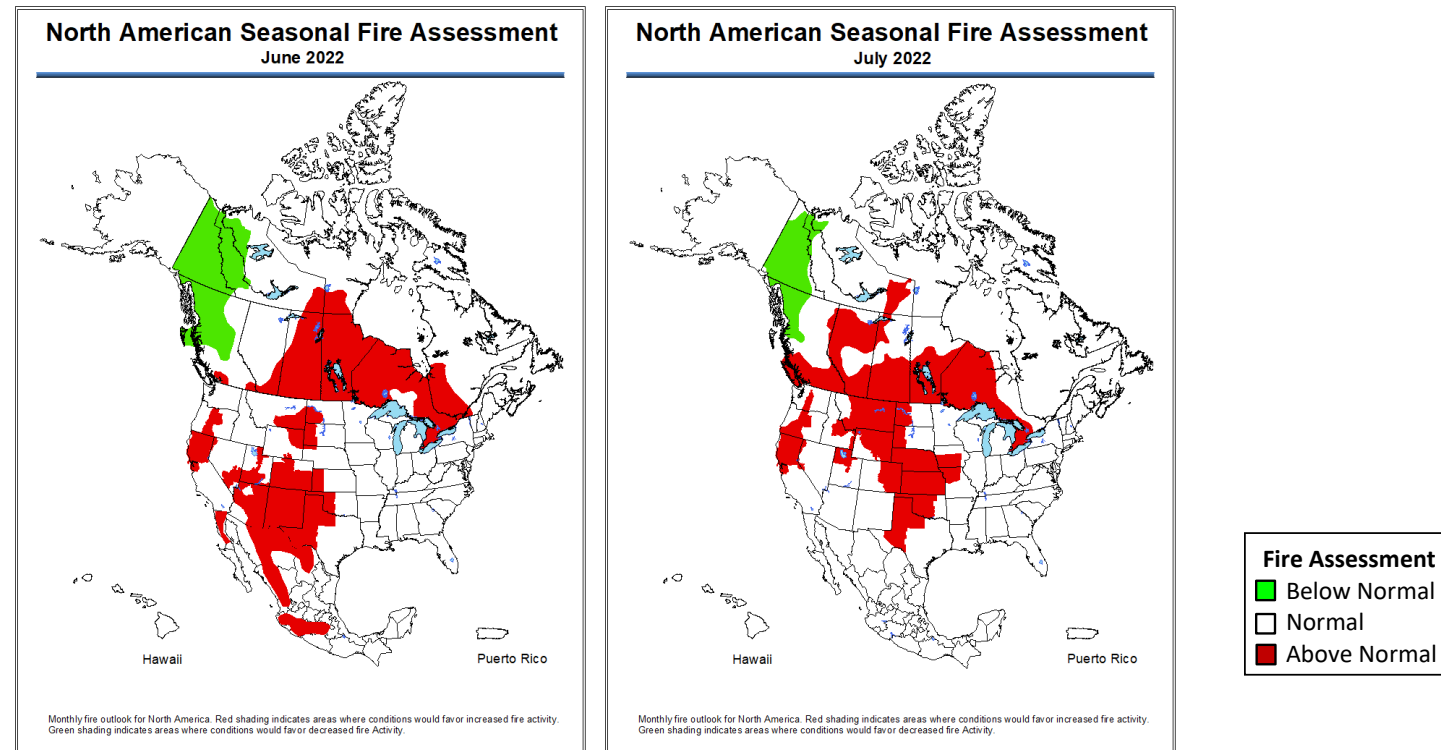 North American Seasonal Fire Assessment
June 2022
Hawaii
Puerto Rico
Monthly fire outlook for North America. Red shading indicates areas where conditions would favor increased fire activity.
Green shading indicates areas where conditions would favor decreased fire Activity.
North American Seasonal Fire Assessment
July 2022
Hawaii
Puerto Rico
Monthly fire outlook for North America. Red shading indicates areas where conditions would favor increased fire activity.
Green shading indicates areas where conditions would favor decreased fire Activity.
Fire Assessment
Below Normal
Normal
Above Normal